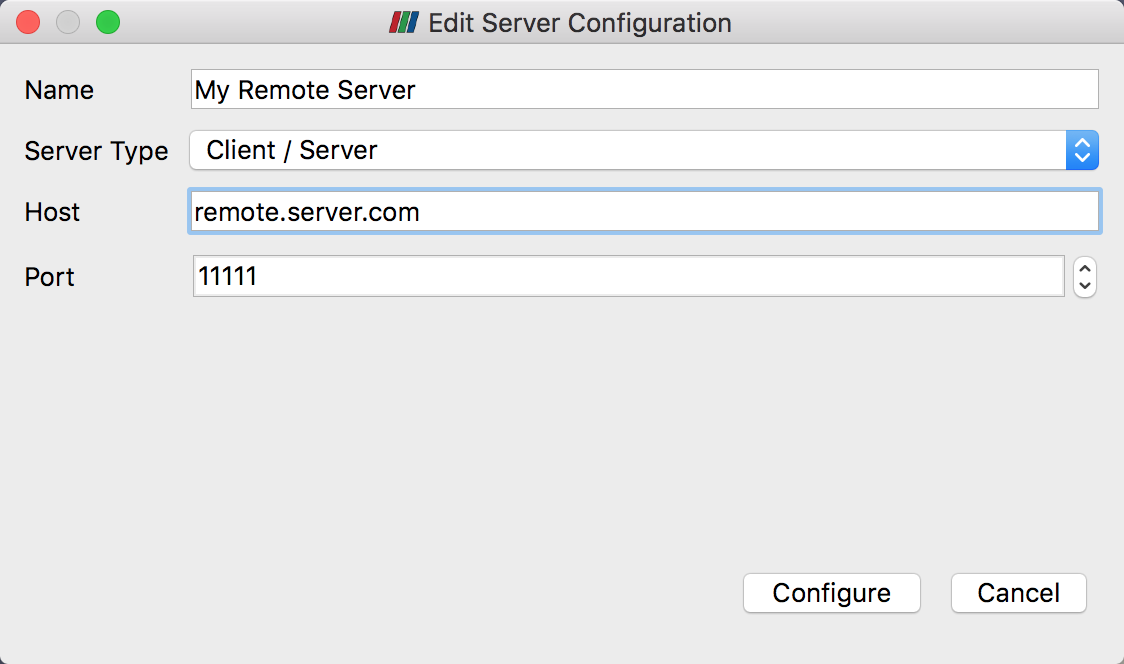 Edit Server Configuration
Name My Remote Server
Server Type Client / Server
Host remote.server.com
Port 11111
Configure Cancel